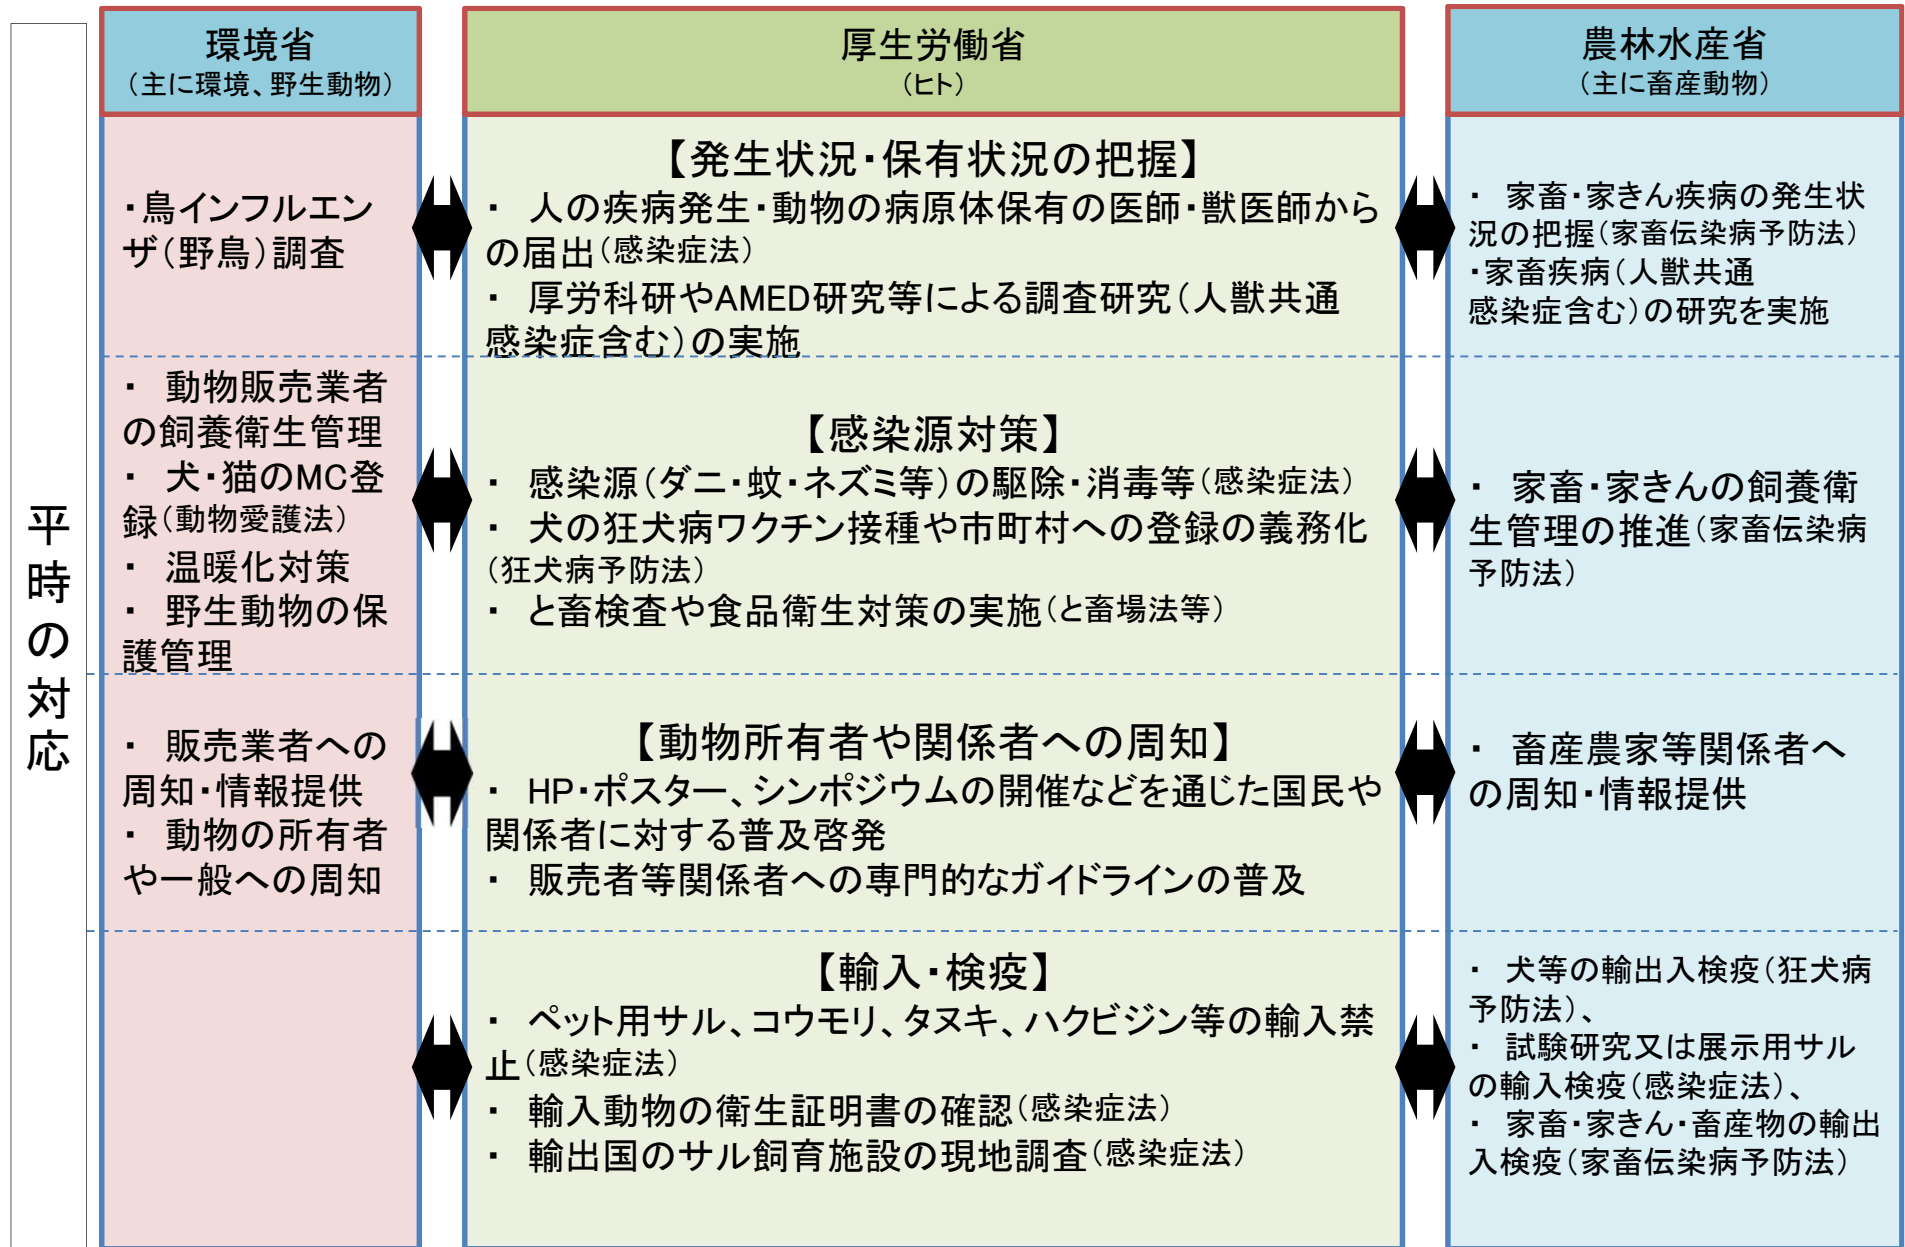 平時の対応
環境省
（主に環境、野生動物）
・鳥インフルエン
ザ（野鳥）調査
・ 動物販売業者
の飼養衛生管理
・ 犬・猫のMC登
録（動物愛護法）
・ 温暖化対策
・ 野生動物の保
護管理
・ 販売業者への
周知・情報提供
・ 動物の所有者
や一般への周知
厚生労働省
（ヒト）
【発生状況・保有状況の把握】
・ 人の疾病発生・動物の病原体保有の医師・獣医師から
の届出（感染症法）
・ 厚労科研やAMED研究等による調査研究（人獣共通
感染症含む）の実施
【感染源対策】
・ 感染源（ダニ・蚊・ネズミ等）の駆除・消毒等（感染症法）
・ 犬の狂犬病ワクチン接種や市町村への登録の義務化
（狂犬病予防法）
・ と畜検査や食品衛生対策の実施（と畜場法等）
【動物所有者や関係者への周知】
・ HP・ポスター、シンポジウムの開催などを通じた国民や
関係者に対する普及啓発
・ 販売者等関係者への専門的なガイドラインの普及
【輸入・検疫】
・ ペット用サル、コウモリ、タヌキ、ハクビジン等の輸入禁
止（感染症法）
・ 輸入動物の衛生証明書の確認（感染症法）
・ 輸出国のサル飼育施設の現地調査（感染症法）
農林水産省
（主に畜産動物）
・ 家畜・家きん疾病の発生状
況の把握（家畜伝染病予防法）
・家畜疾病（人獣共通
感染症含む）の研究を実施
・ 家畜・家きんの飼養衛
生管理の推進（家畜伝染病
予防法）
・ 畜産農家等関係者へ
の周知・情報提供
・ 犬等の輸出入検疫（狂犬病
予防法）、
・ 試験研究又は展示用サル
の輸入検疫（感染症法）、
・ 家畜・家きん・畜産物の輸出
入検疫（家畜伝染病予防法）